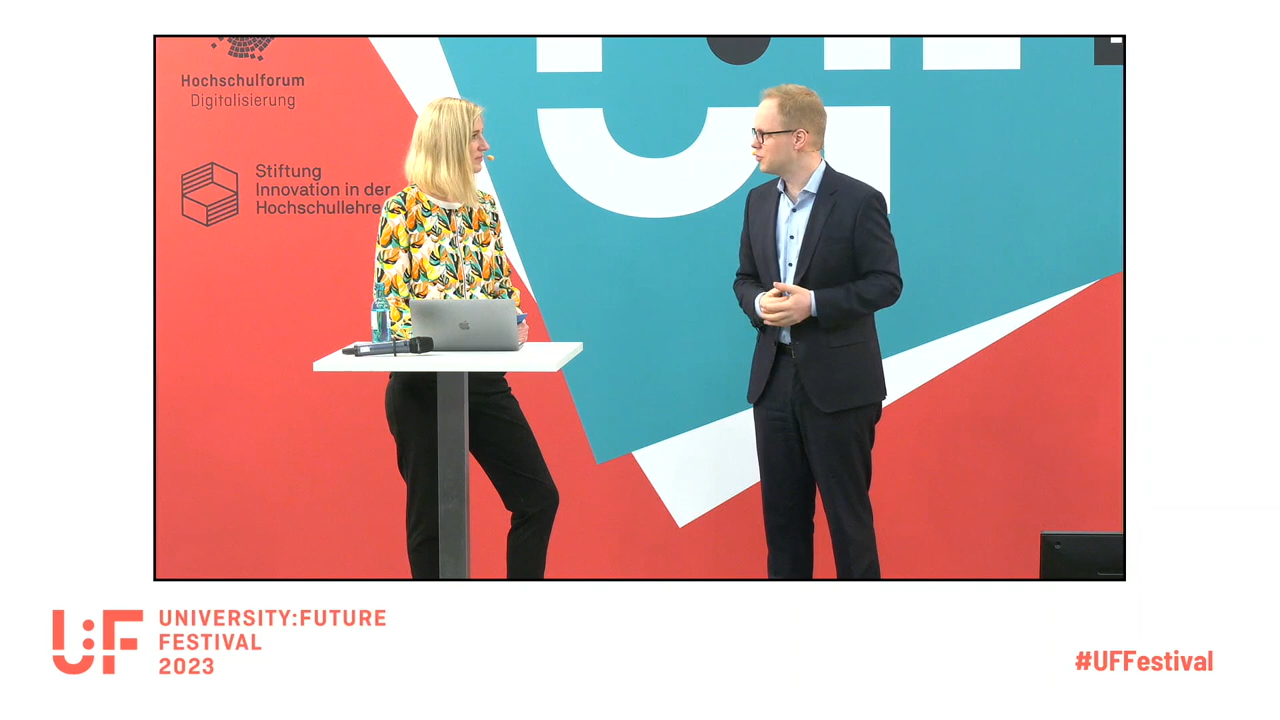 Hochschulforum
Digitalisierung
Stiftung
Innovation in der
Hochschullehre
U:F
UNIVERSITY:FUTURE
FESTIVAL
2023
#UFFestival